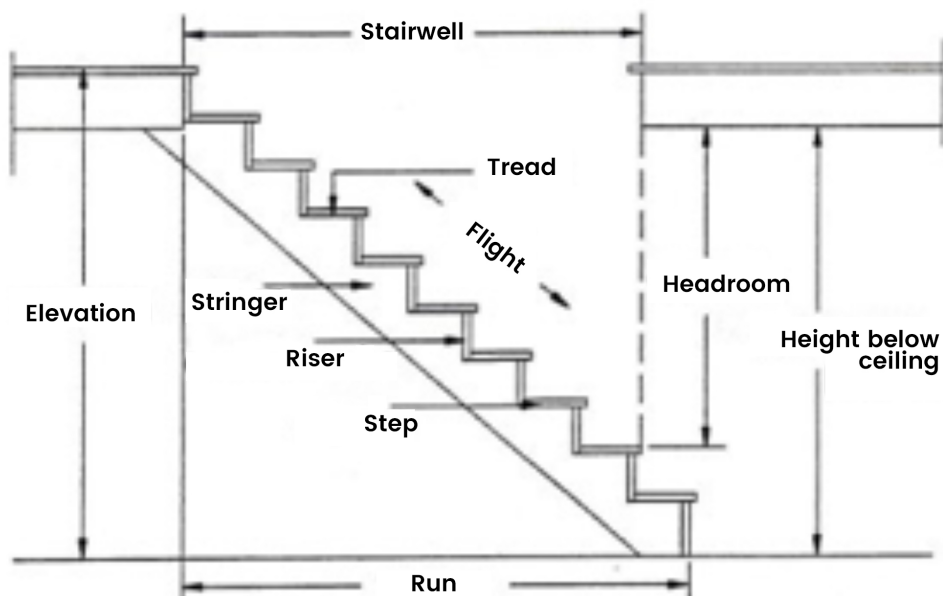 Stairwell
Tread
Flight
Headroom
Stringer
Elevation
Height below
ceiling
Riser
Step
Run